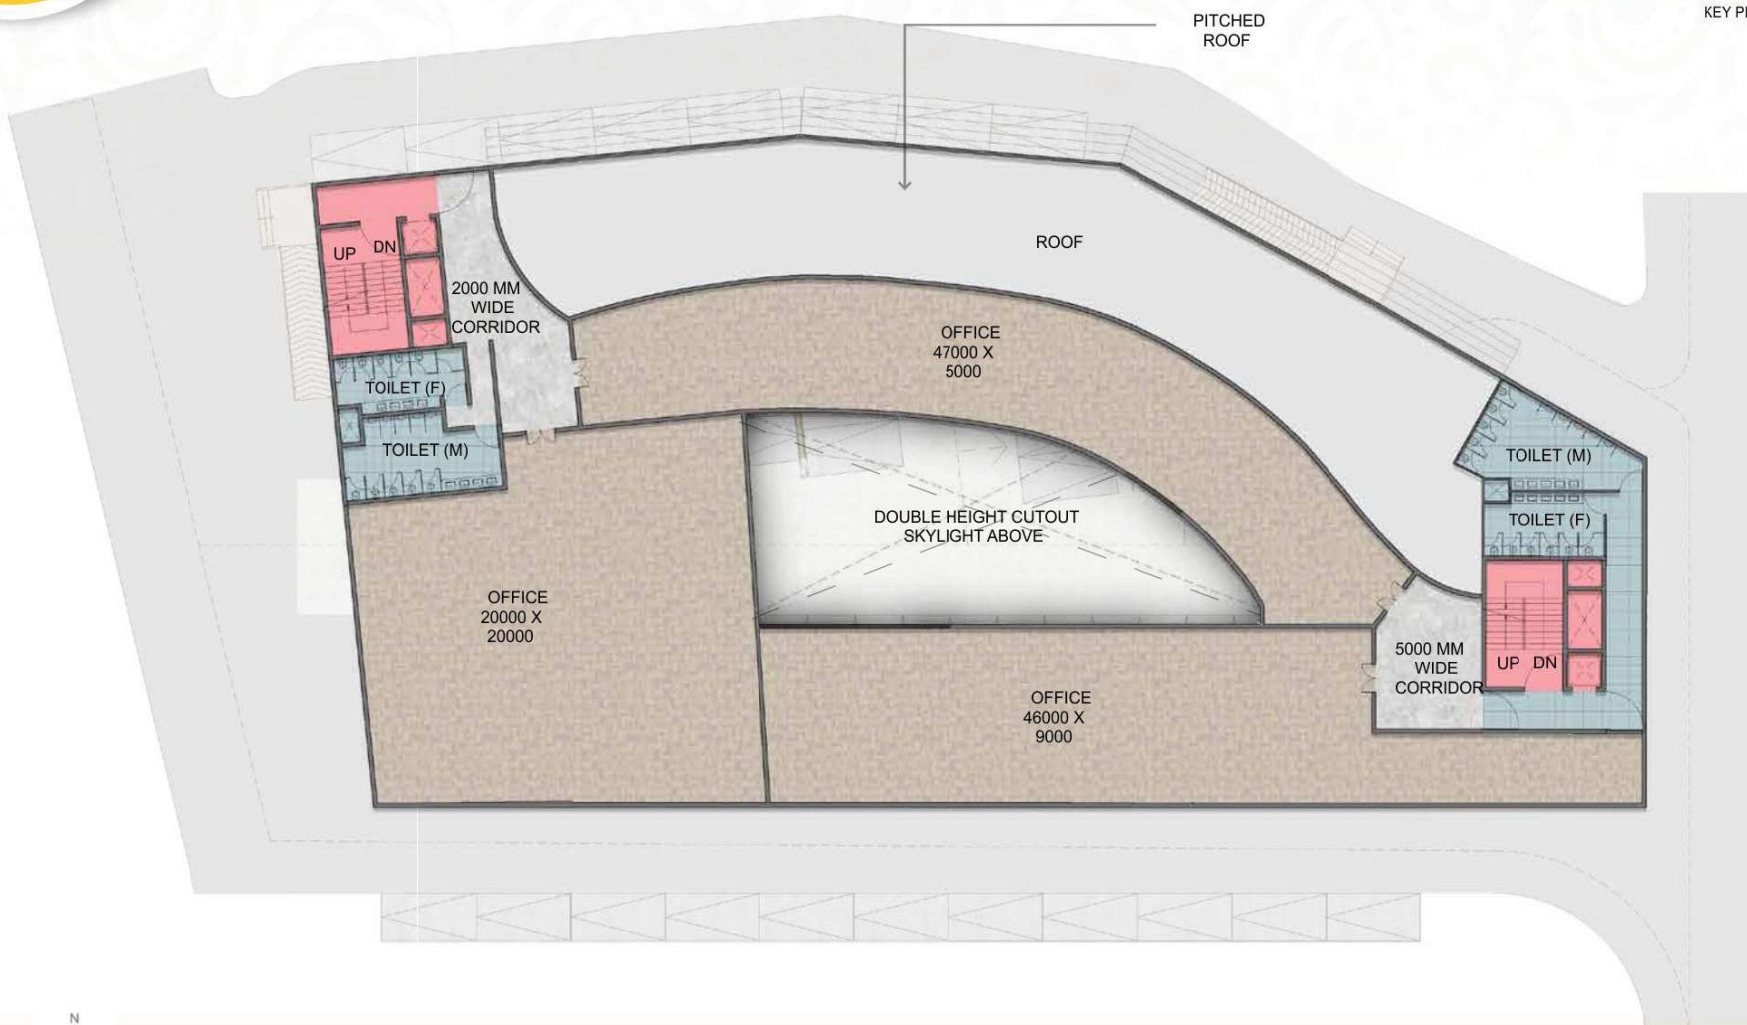 KEY PL
PITCHED
ROOF
ROOF
UP
DN
2000 MM
WIDE
CORRIDOR
OFFICE
47000 X
5000
TOILET (F)
TOILET (M)
DOUBLE HEIGHT CUTOUT
SKYLIGHT ABOVE
TOILET (M)
TOILET (F)
OFFICE
20000 X
20000
5000 MM
WIDE
CORRIDOR
UP
DN
OFFICE
46000 X
9000
N